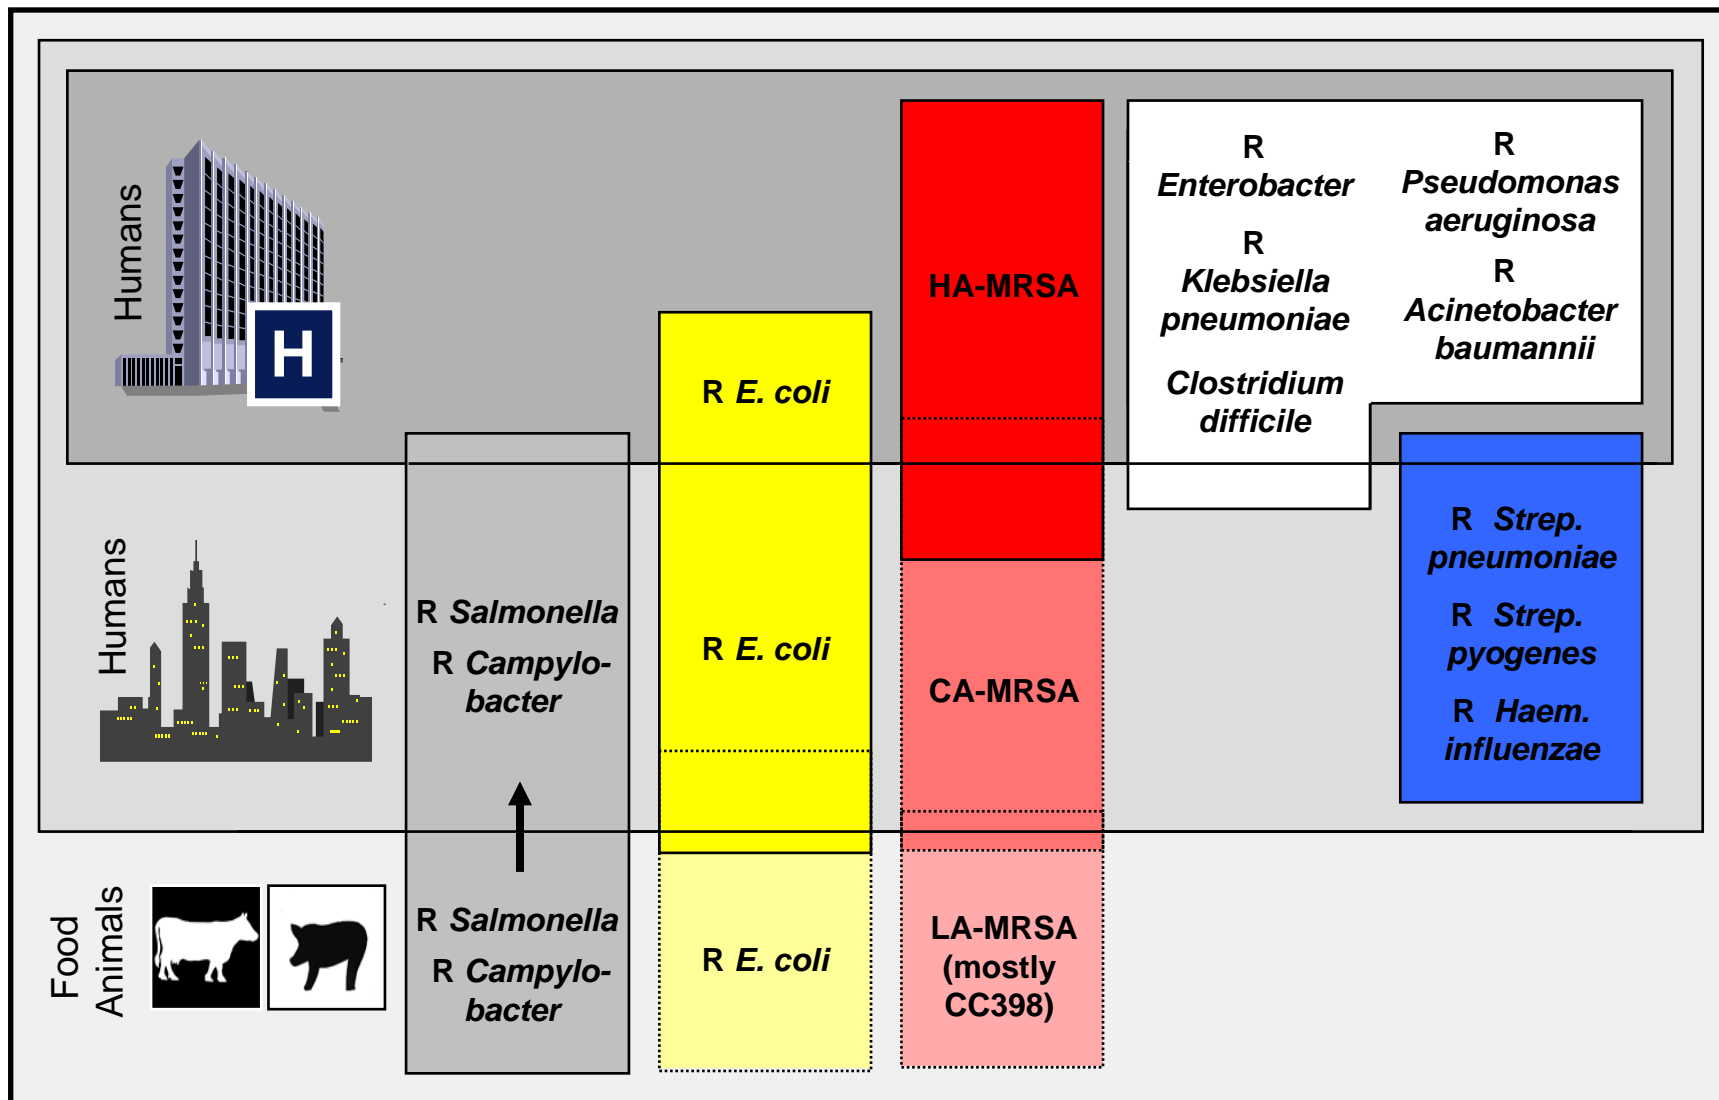 Humans
H
R
Enterobacter
R
Klebsiella
pneumoniae
Clostridium
difficile
R
Pseudomonas
aeruginosa
R
Acinetobacter
baumannii
HA-MRSA
R E. coli
Humans
R Salmonella
R Campylo-
bacter
R E. coli
CA-MRSA
R Strep.
pneumoniae
R Strep.
pyogenes
R Haem.
influenzae
Food
Animals
R Salmonella
R Campylo-
bacter
R E. coli
LA-MRSA
(mostly
CC398)